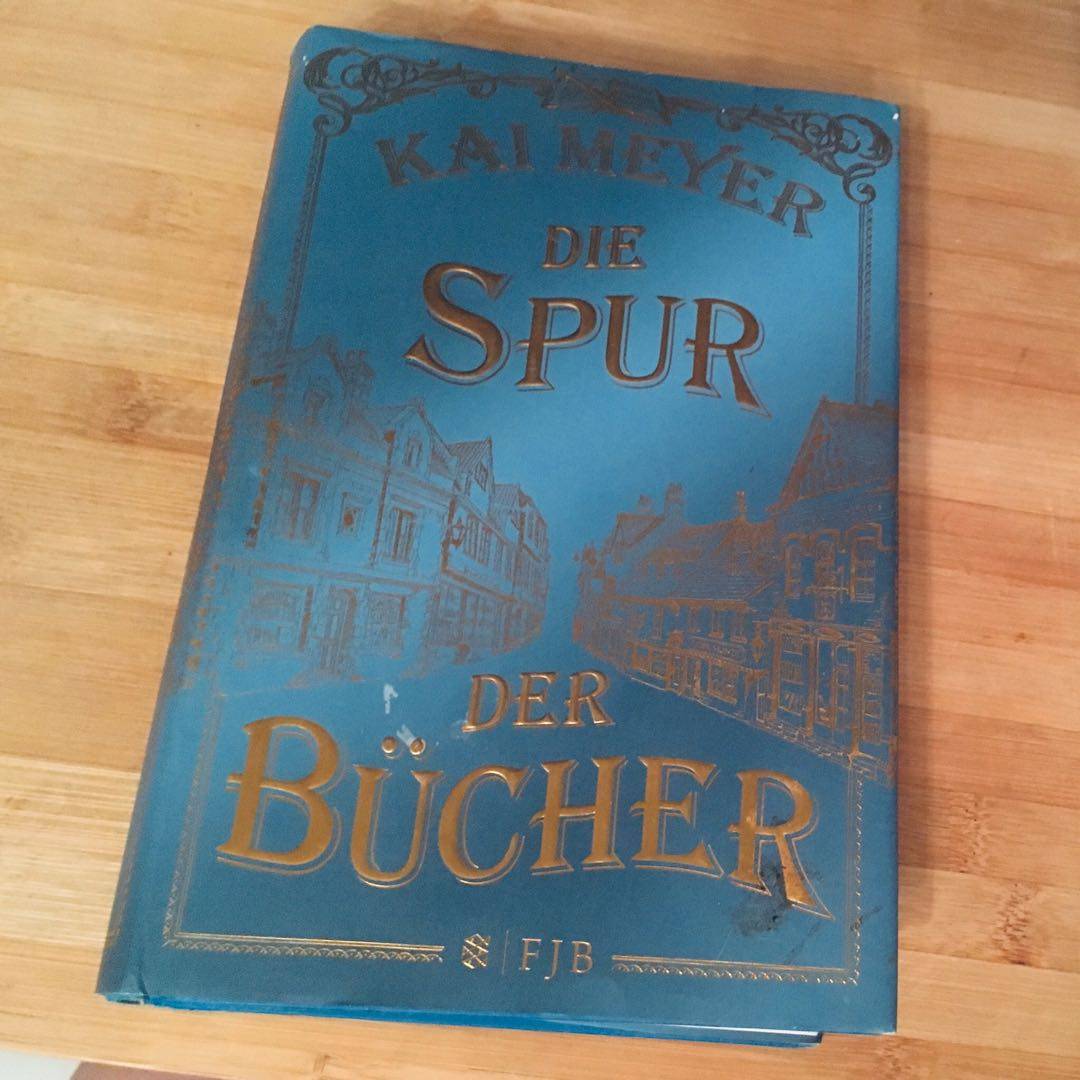 KAI MEYER
DIE
SPUR
DER
BÜCHER
FJB